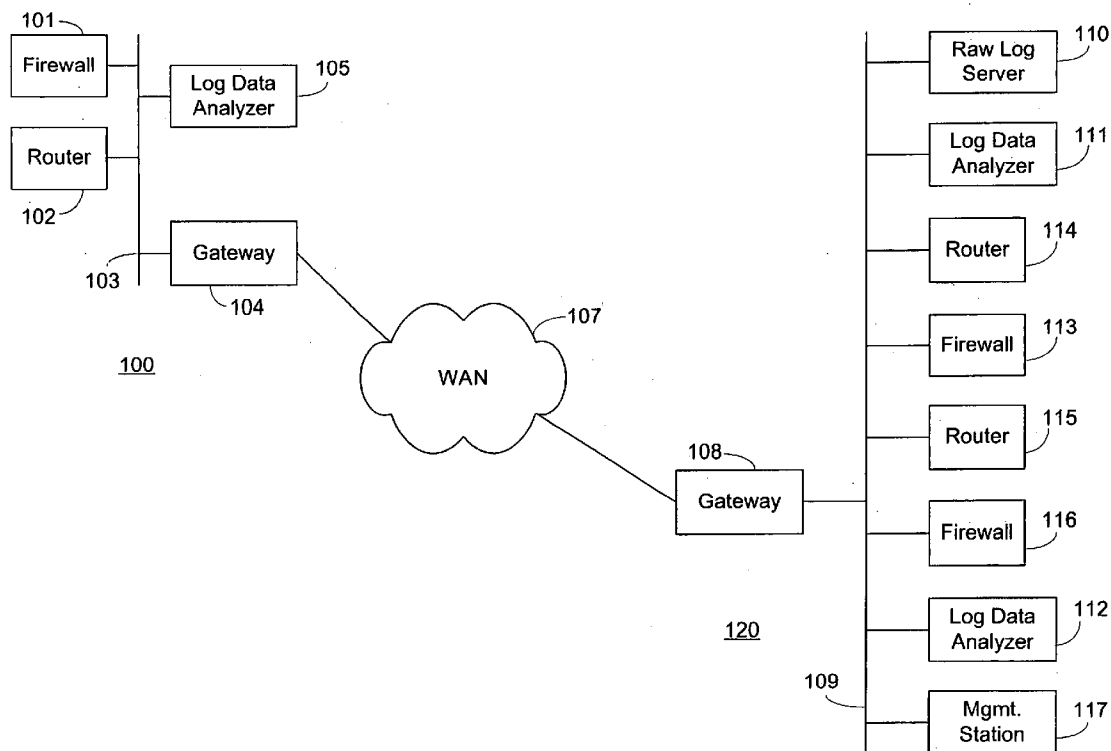 101
Firewall
Log Data
Analyzer
105
Router
102
103
Gateway
104
100
107
WAN
108
Gateway
120
109
Raw Log
Server
110
Log Data
Analyzer
111
Router
114
Firewall
113
Router
115
Firewall
116
Log Data
Analyzer
112
Mgmt.
Station
117